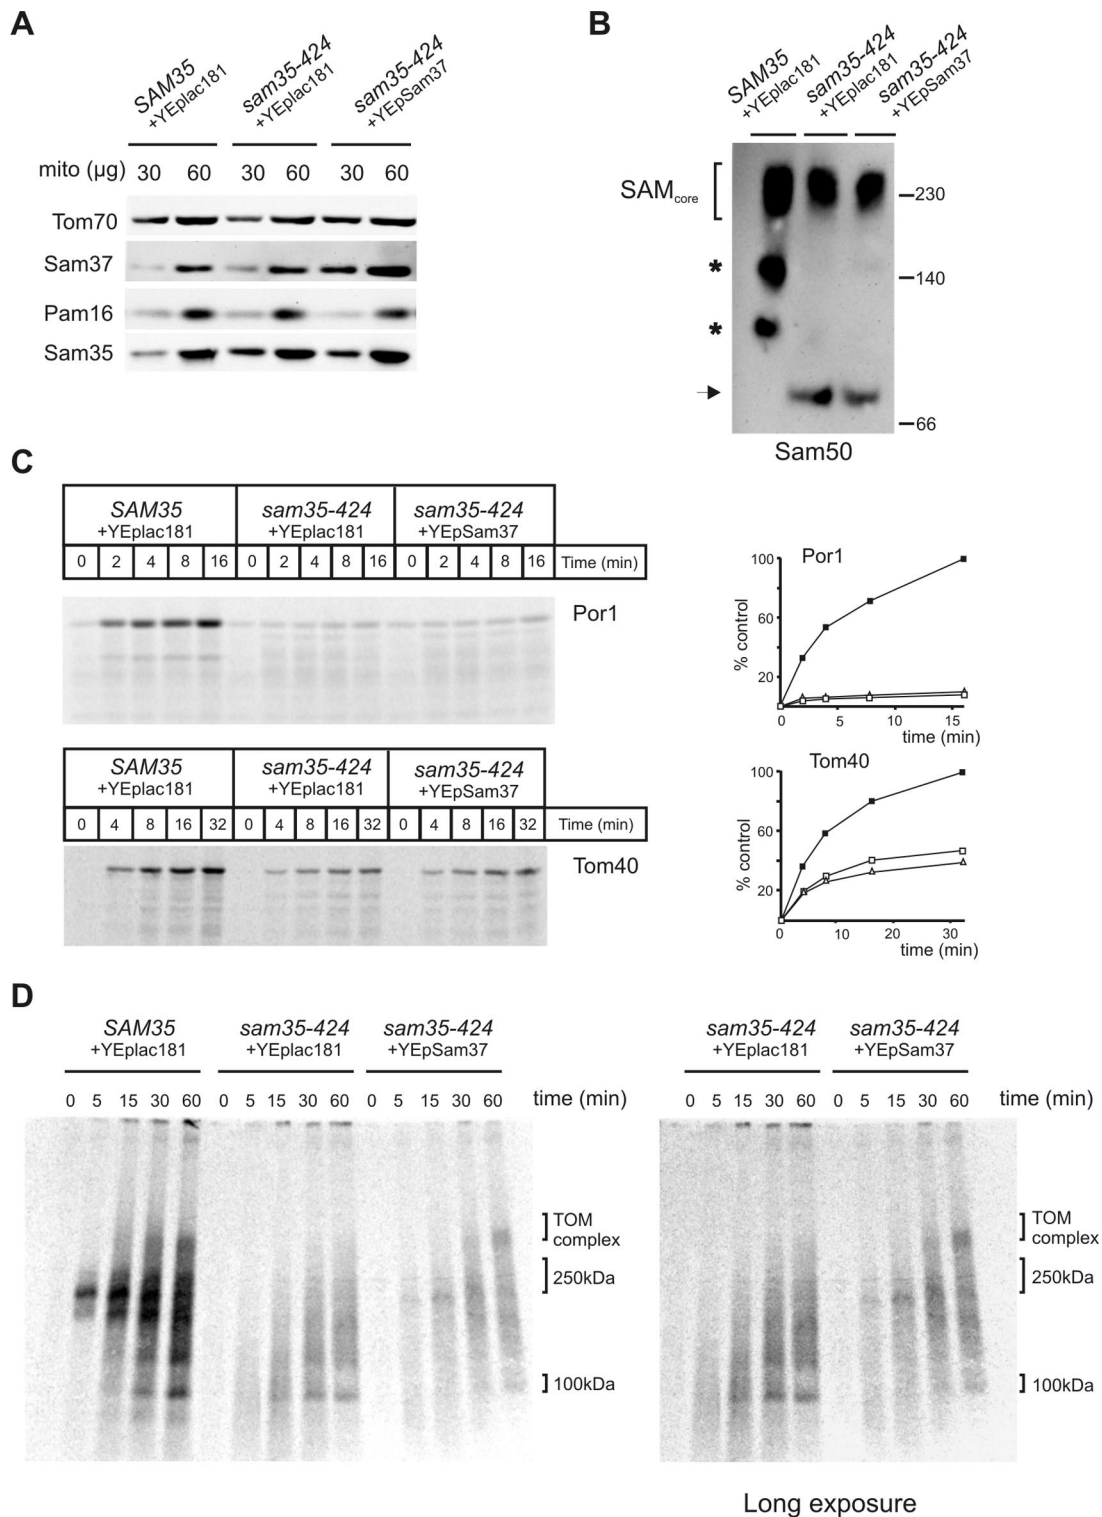 A
SAM35
+YEplac181
sam35-424
+YEplac181
sam35-424
+YEpSam37
mito (µg) 30 60 30 60 30 60
Tom70
Sam37
Pam16
Sam35
B
SAM35
+YEplac181
sam35-424
+YEplac181
sam35-424
+YEpSam37
SAMcore
*
*
230
140
66
Sam50
C
SAM35 sam35-424 sam35-424
+YEplac181 +YEplac181 +YEpSam37
0 2 4 8 16 0 2 4 8 16 0 2 4 8 16 Time (min)
Por1
Por1
% control
100
60
20
0 5 10 15
time (min)
SAM35 sam35-424 sam35-424
+YEplac181 +YEplac181 +YEpSam37
0 4 8 16 32 0 4 8 16 32 0 4 8 16 32 Time (min)
Tom40
Tom40
% control
100
60
20
0 10 20 30
time (min)
D
SAM35 sam35-424 sam35-424
+YEplac181 +YEplac181 +YEpSam37
0 5 15 30 60 0 5 15 30 60 0 5 15 30 60 time (min)
TOM
complex
250kDa
100kDa
sam35-424 sam35-424
+YEplac181 +YEpSam37
0 5 15 30 60 0 5 15 30 60 time (min)
TOM
complex
250kDa
100kDa
Long exposure